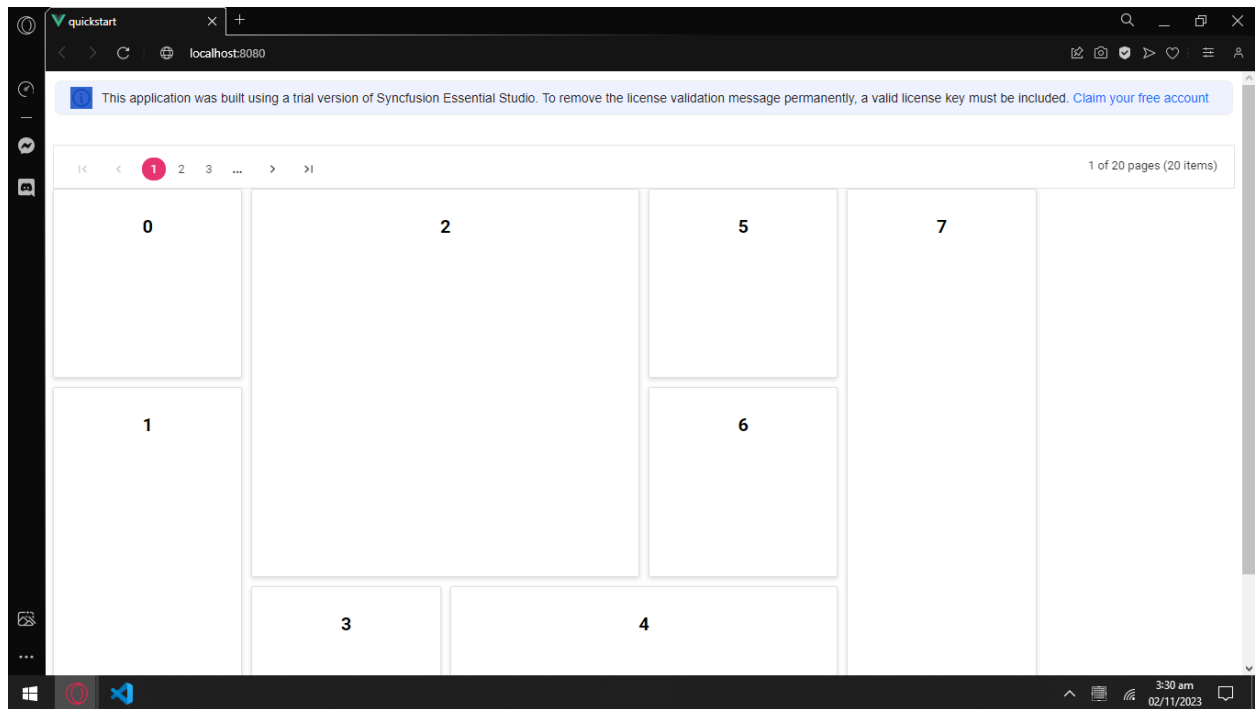 quickstart
localhost:8080
This application was built using a trial version of Syncfusion Essential Studio. To remove the license validation message permanently, a valid license key must be included. Claim your free account
1 2 3 ... 1 of 20 pages (20 items)
0 2 5 7
1 6
3 4
3:30 am
02/11/2023